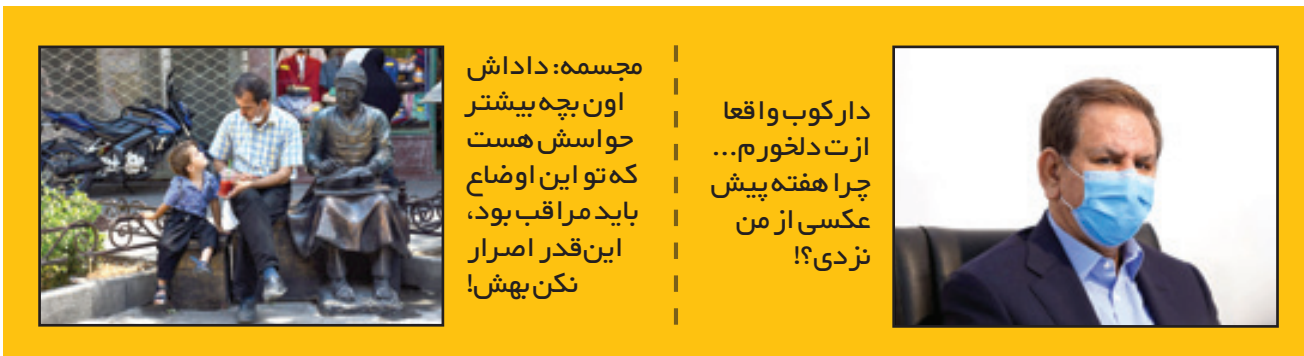 دارکوب واقعا
ازت دلخورم...
چرا هفته پیش
عکسی از من
نزدی؟!
مجسمه: داداش
اون بچه بیشتر
حواسش هست
که تو این اوضاع
باید مراقب بود،
این‌قدر اصرار
نکن بهش!